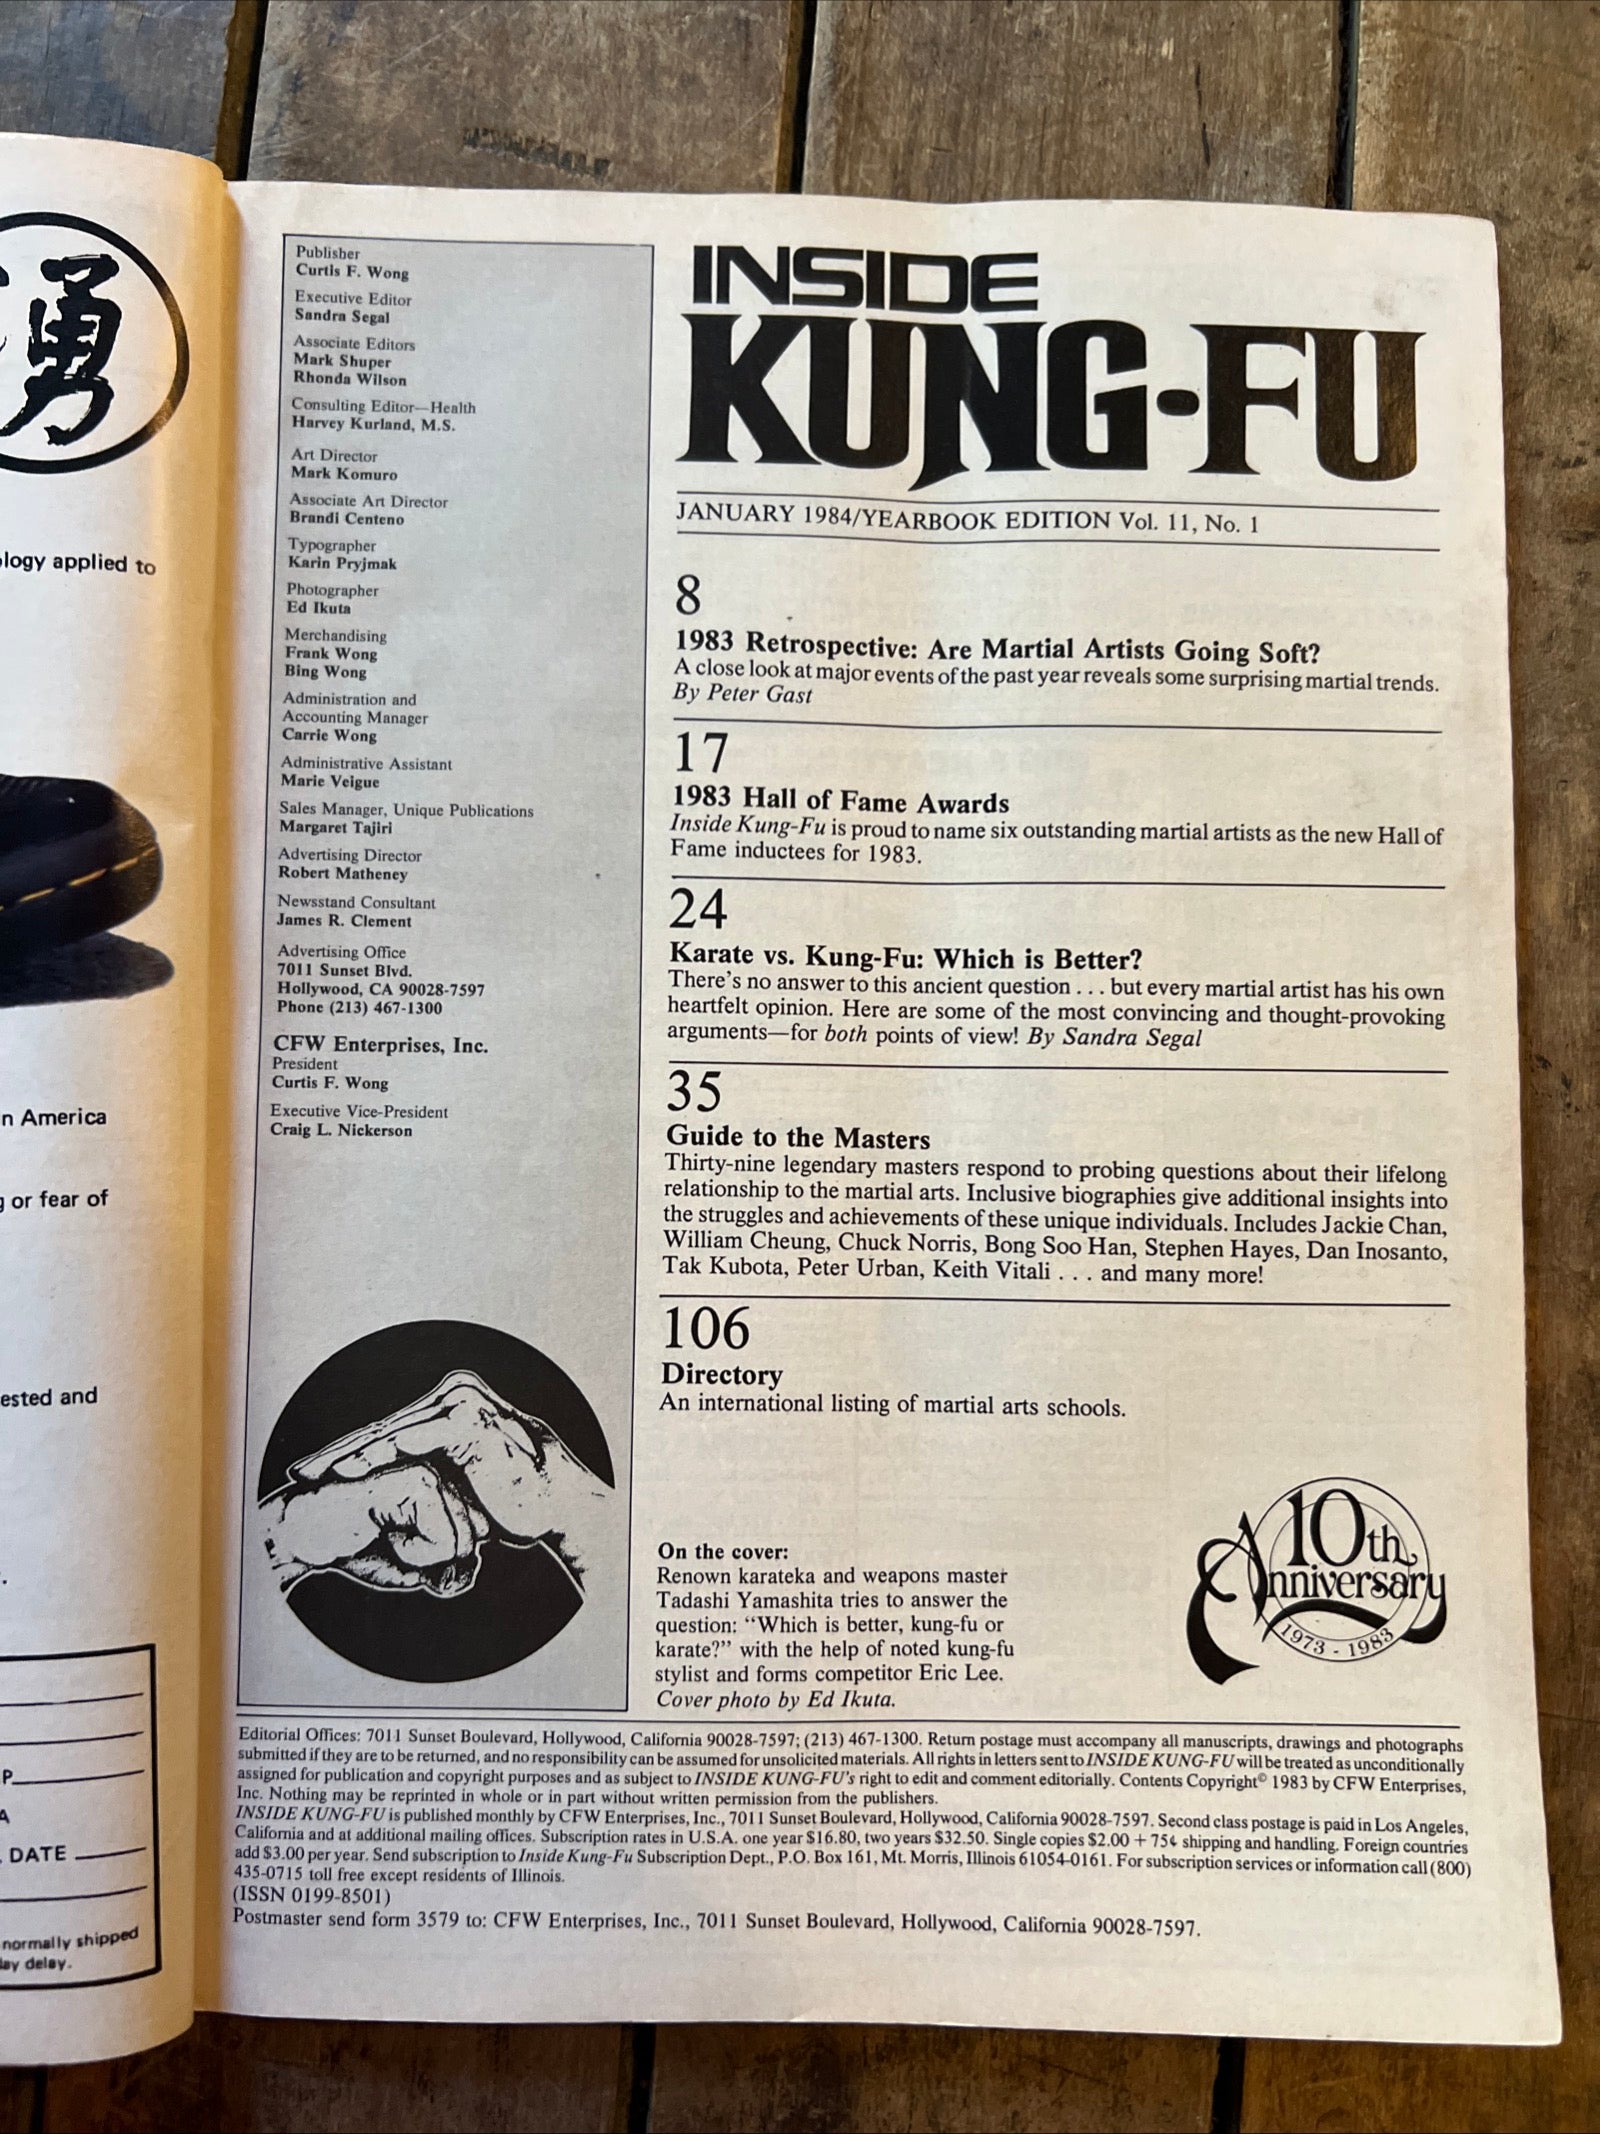 勇
ology applied to
n America
g or fear of
ested and
P
A
, DATE
normally shipped
lay delay.
Publisher
Curtis F. Wong
Executive Editor
Sandra Segal
Associate Editors
Mark Shuper
Rhonda Wilson
Consulting Editor—Health
Harvey Kurland, M.S.
Art Director
Mark Komuro
Associate Art Director
Brandi Centeno
Typographer
Karin Pryjmak
Photographer
Ed Ikuta
Merchandising
Frank Wong
Bing Wong
Administration and
Accounting Manager
Carrie Wong
Administrative Assistant
Marie Veigue
Sales Manager, Unique Publications
Margaret Tajiri
Advertising Director
Robert Matheney
Newsstand Consultant
James R. Clement
Advertising Office
7011 Sunset Blvd.
Hollywood, CA 90028-7597
Phone (213) 467-1300
CFW Enterprises, Inc.
President
Curtis F. Wong
Executive Vice-President
Craig L. Nickerson
INSIDE
KUNG-FU
JANUARY 1984/YEARBOOK EDITION Vol. 11, No. 1
8
1983 Retrospective: Are Martial Artists Going Soft?
A close look at major events of the past year reveals some surprising martial trends.
By Peter Gast
17
1983 Hall of Fame Awards
Inside Kung-Fu is proud to name six outstanding martial artists as the new Hall of
Fame inductees for 1983.
24
Karate vs. Kung-Fu: Which is Better?
There's no answer to this ancient question . . . but every martial artist has his own
heartfelt opinion. Here are some of the most convincing and thought-provoking
arguments—for both points of view! By Sandra Segal
35
Guide to the Masters
Thirty-nine legendary masters respond to probing questions about their lifelong
relationship to the martial arts. Inclusive biographies give additional insights into
the struggles and achievements of these unique individuals. Includes Jackie Chan,
William Cheung, Chuck Norris, Bong Soo Han, Stephen Hayes, Dan Inosanto,
Tak Kubota, Peter Urban, Keith Vitali . . . and many more!
106
Directory
An international listing of martial arts schools.
On the cover:
Renown karateka and weapons master
Tadashi Yamashita tries to answer the
question: "Which is better, kung-fu or
karate?" with the help of noted kung-fu
stylist and forms competitor Eric Lee.
Cover photo by Ed Ikuta.
10th
Anniversary
1973 - 1983
Editorial Offices: 7011 Sunset Boulevard, Hollywood, California 90028-7597; (213) 467-1300. Return postage must accompany all manuscripts, drawings and photographs
submitted if they are to be returned, and no responsibility can be assumed for unsolicited materials. All rights in letters sent to INSIDE KUNG-FU will be treated as unconditionally
assigned for publication and copyright purposes and as subject to INSIDE KUNG-FU's right to edit and comment editorially. Contents Copyright© 1983 by CFW Enterprises,
Inc. Nothing may be reprinted in whole or in part without written permission from the publishers.
INSIDE KUNG-FU is published monthly by CFW Enterprises, Inc., 7011 Sunset Boulevard, Hollywood, California 90028-7597. Second class postage is paid in Los Angeles,
California and at additional mailing offices. Subscription rates in U.S.A. one year $16.80, two years $32.50. Single copies $2.00 + 75¢ shipping and handling. Foreign countries
add $3.00 per year. Send subscription to Inside Kung-Fu Subscription Dept., P.O. Box 161, Mt. Morris, Illinois 61054-0161. For subscription services or information call (800)
435-0715 toll free except residents of Illinois.
(ISSN 0199-8501)
Postmaster send form 3579 to: CFW Enterprises, Inc., 7011 Sunset Boulevard, Hollywood, California 90028-7597.